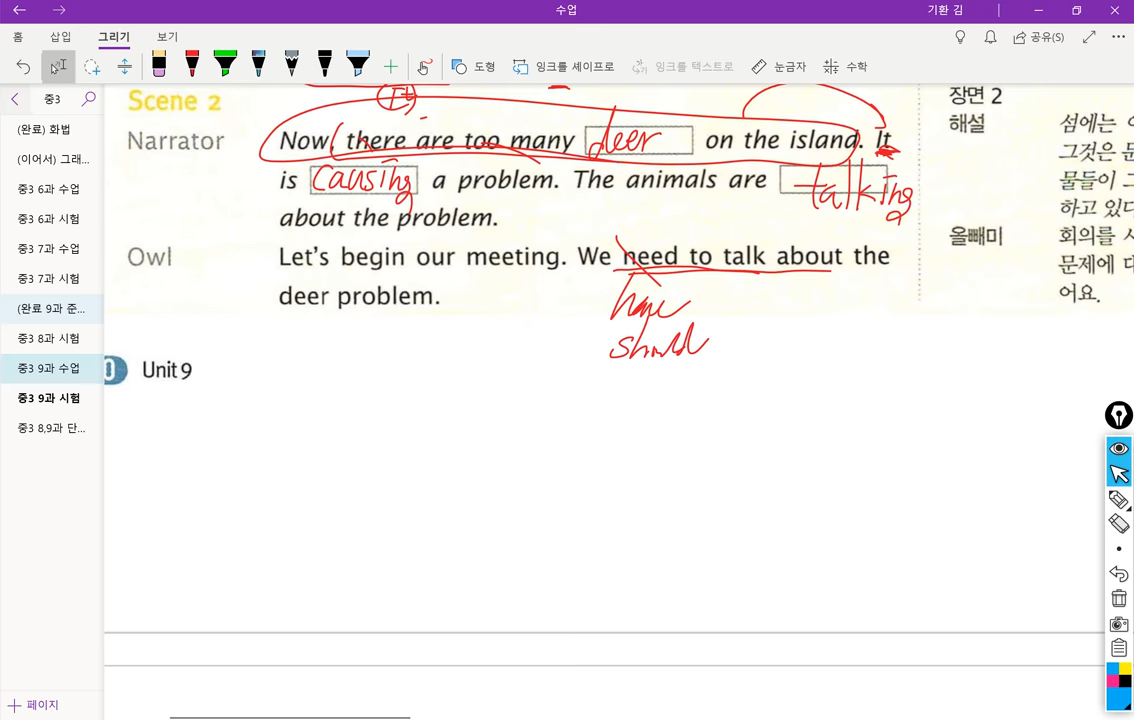 수업
기환 김
홈 삽입 그리기 보기
공유(S)
도형 잉크를 셰이프로 잉크를 텍스트로 눈금자 수학
중3
(완료) 화법
(이어서) 그래...
중3 6과 수업
중3 6과 시험
중3 7과 수업
중3 7과 시험
(완료 9과 준...
중3 8과 시험
중3 9과 수업
중3 9과 시험
중3 8,9과 단...
페이지
Scene 2
It
Narrator Now there are too many deer on the island. It
is causing a problem. The animals are talking
about the problem.
Owl Let's begin our meeting. We need to talk about the
deer problem.
have
should
Unit 9
장면 2
해설 섬에는
그것은 문
물들이 그
하고 있다
올빼미 회의를 시
문제에 대
어요.